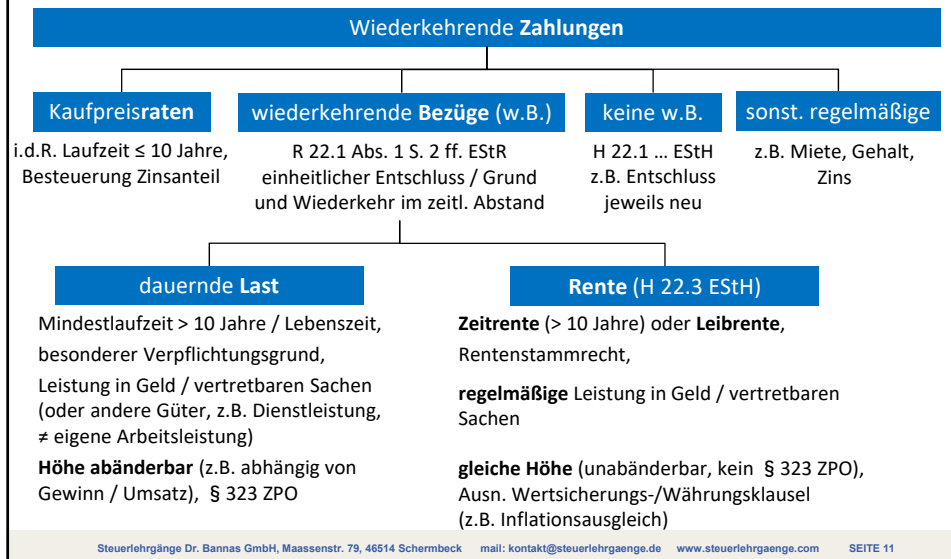 Wiederkehrende Zahlungen
Kaufpreisraten
i.d.R. Laufzeit ≤ 10 Jahre,
Besteuerung Zinsanteil
wiederkehrende Bezüge (w.B.)
R 22.1 Abs. 1 S. 2 ff. EStR
einheitlicher Entschluss / Grund
und Wiederkehr im zeitl. Abstand
keine w.B.
H 22.1 ... EStH
z.B. Entschluss
jeweils neu
sonst. regelmäßige
z.B. Miete, Gehalt,
Zins
dauernde Last
Mindestlaufzeit > 10 Jahre / Lebenszeit,
besonderer Verpflichtungsgrund,
Leistung in Geld / vertretbaren Sachen
(oder andere Güter, z.B. Dienstleistung,
≠ eigene Arbeitsleistung)
Höhe abänderbar (z.B. abhängig von
Gewinn / Umsatz), § 323 ZPO
Rente (H 22.3 EStH)
Zeitrente (> 10 Jahre) oder Leibrente,
Rentenstammrecht,
regelmäßige Leistung in Geld / vertretbaren
Sachen
gleiche Höhe (unabänderbar, kein § 323 ZPO),
Ausn. Wertsicherungs-/Währungsklausel
(z.B. Inflationsausgleich)
Steuerlehrgänge Dr. Bannas GmbH, Maassenstr. 79, 46514 Schermbeck mail: kontakt@steuerlehrgaenge.de www.steuerlehrgaenge.com SEITE 11